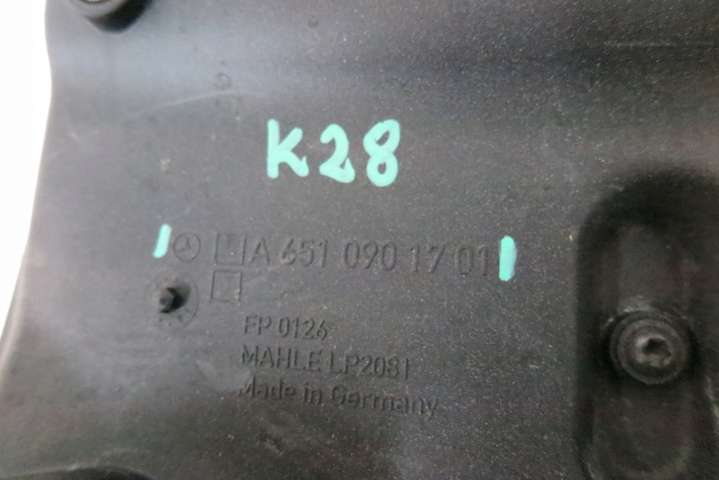 K28
A 651 090 17 01
FP 0126
MAHLE LP2081
Made in Germany